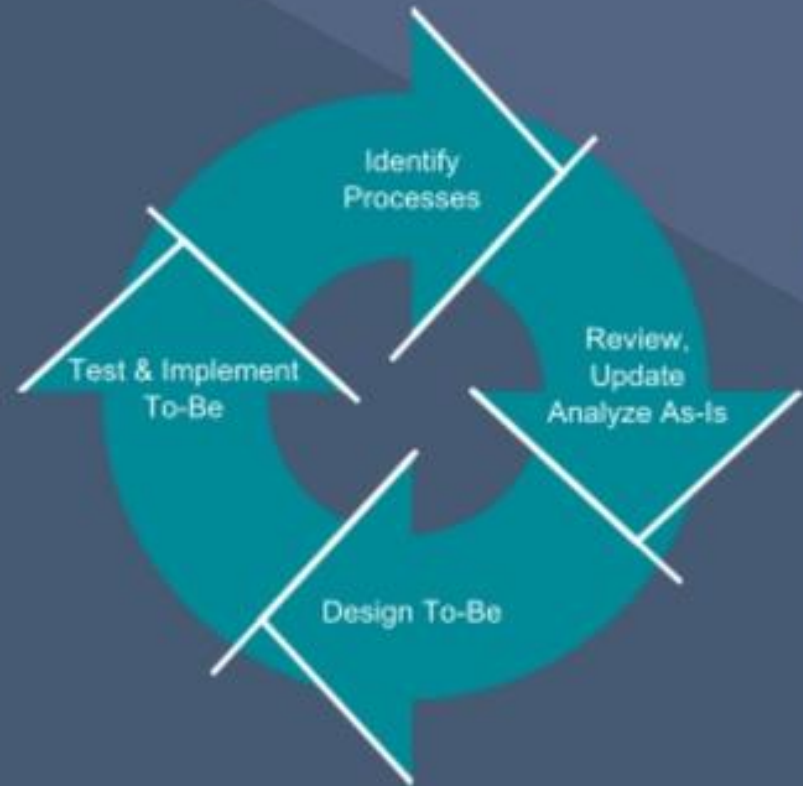 Identify
Processes
Review,
Update
Analyze As-Is
Design To-Be
Test & Implement
To-Be